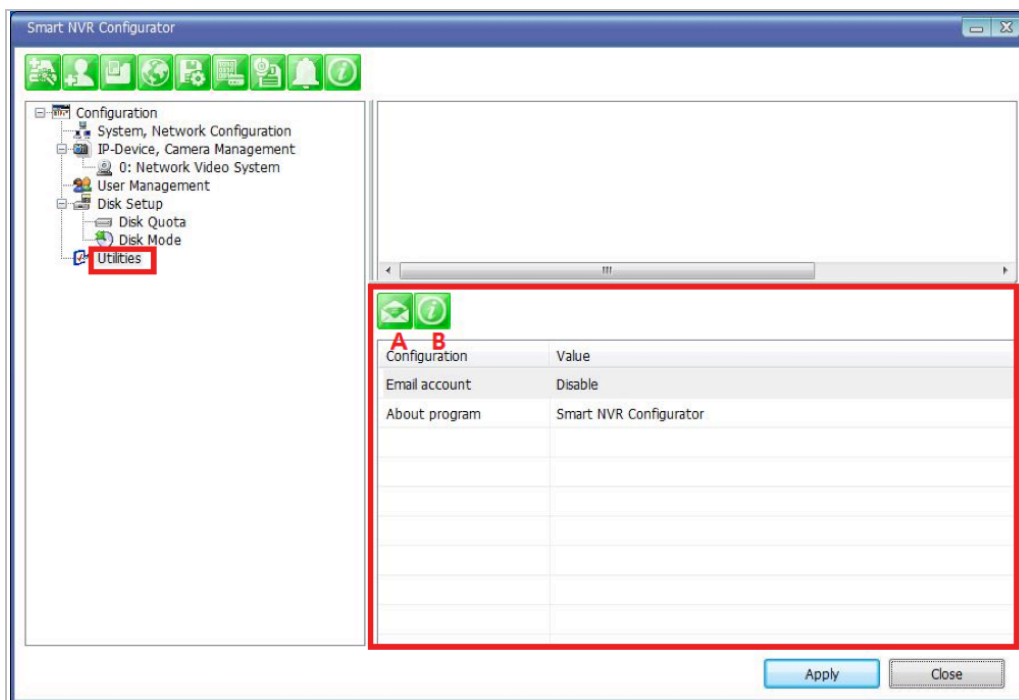 Smart NVR Configurator
Configuration
System, Network Configuration
IP-Device, Camera Management
0: Network Video System
User Management
Disk Setup
Disk Quota
Disk Mode
Utilities
A B
Configuration Value
Email account Disable
About program Smart NVR Configurator
Apply Close